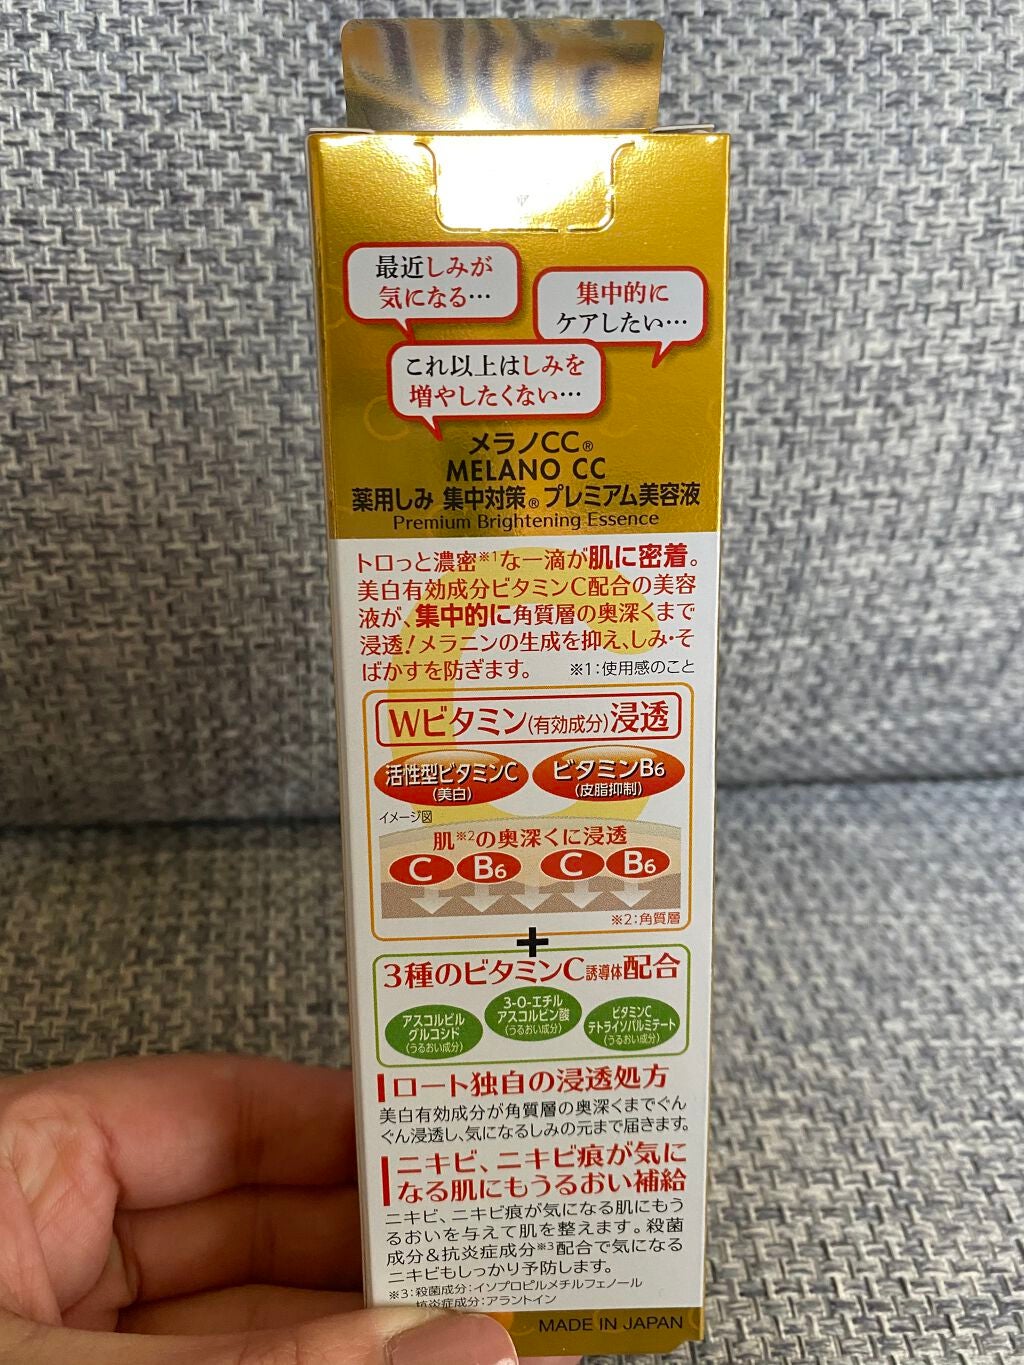 最近しみが
気になる…
集中的に
ケアしたい…
これ以上はしみを
増やしたくない…
メラノCC®
MELANO CC
薬用しみ 集中対策® プレミアム美容液
Premium Brightening Essence
トロっと濃密※1な一滴が肌に密着。
美白有効成分ビタミンC配合の美容
液が、集中的に角質層の奥深くまで
浸透!メラニンの生成を抑え、しみ・そ
ばかすを防ぎます。 ※1:使用感のこと
Wビタミン(有効成分)浸透
活性型ビタミンC
(美白)
ビタミンB6
(皮脂抑制)
イメージ図
肌※2の奥深くに浸透
C B6 C B6
※2:角質層
+
3種のビタミンC誘導体配合
アスコルビル
グルコシド
(うるおい成分)
3-O-エチル
アスコルビン酸
(うるおい成分)
ビタミンC
テトライソパルミテート
(うるおい成分)
ロート独自の浸透処方
美白有効成分が角質層の奥深くまでぐん
ぐん浸透し、気になるしみの元まで届きます。
ニキビ、ニキビ痕が気に
なる肌にもうるおい補給
ニキビ、ニキビ痕が気になる肌にもう
るおいを与えて肌を整えます。殺菌
成分&抗炎症成分※3配合で気になる
ニキビもしっかり予防します。
※3:殺菌成分:イソプロピルメチルフェノール
抗炎症成分:アラントイン
MADE IN JAPAN